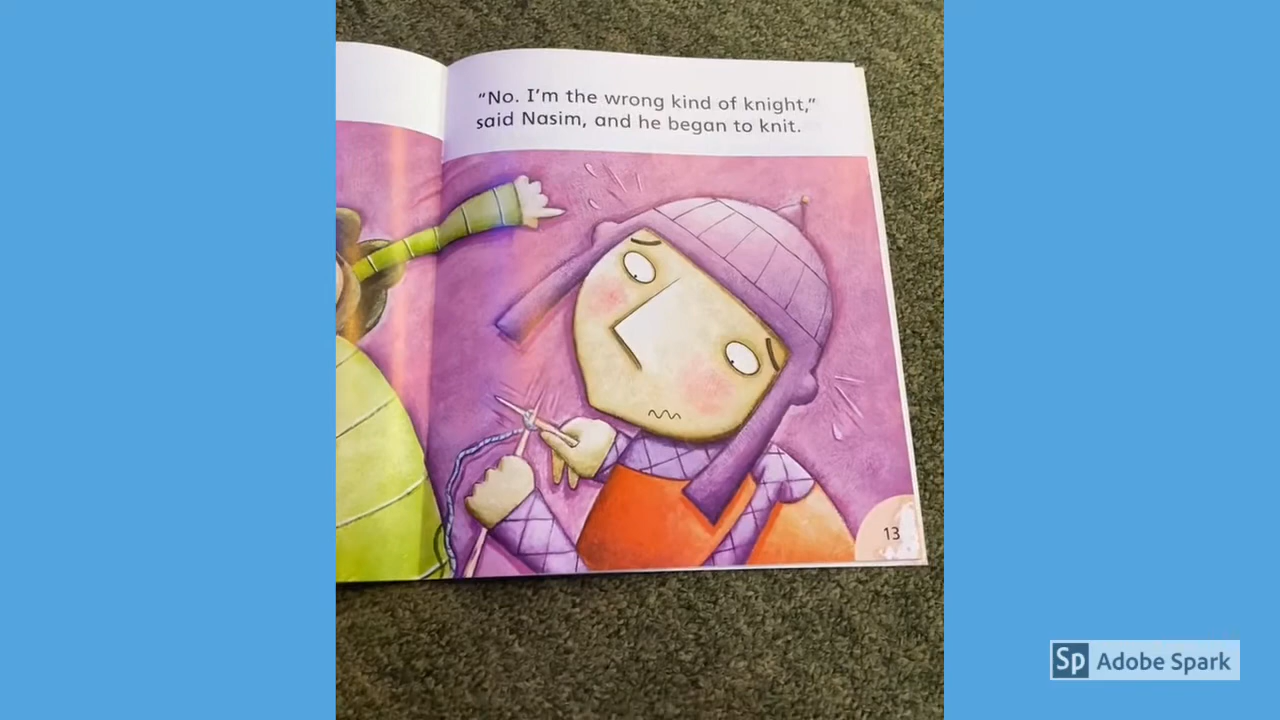 “No. I’m the wrong kind of knight,”
said Nasim, and he began to knit.
13
Sp Adobe Spark